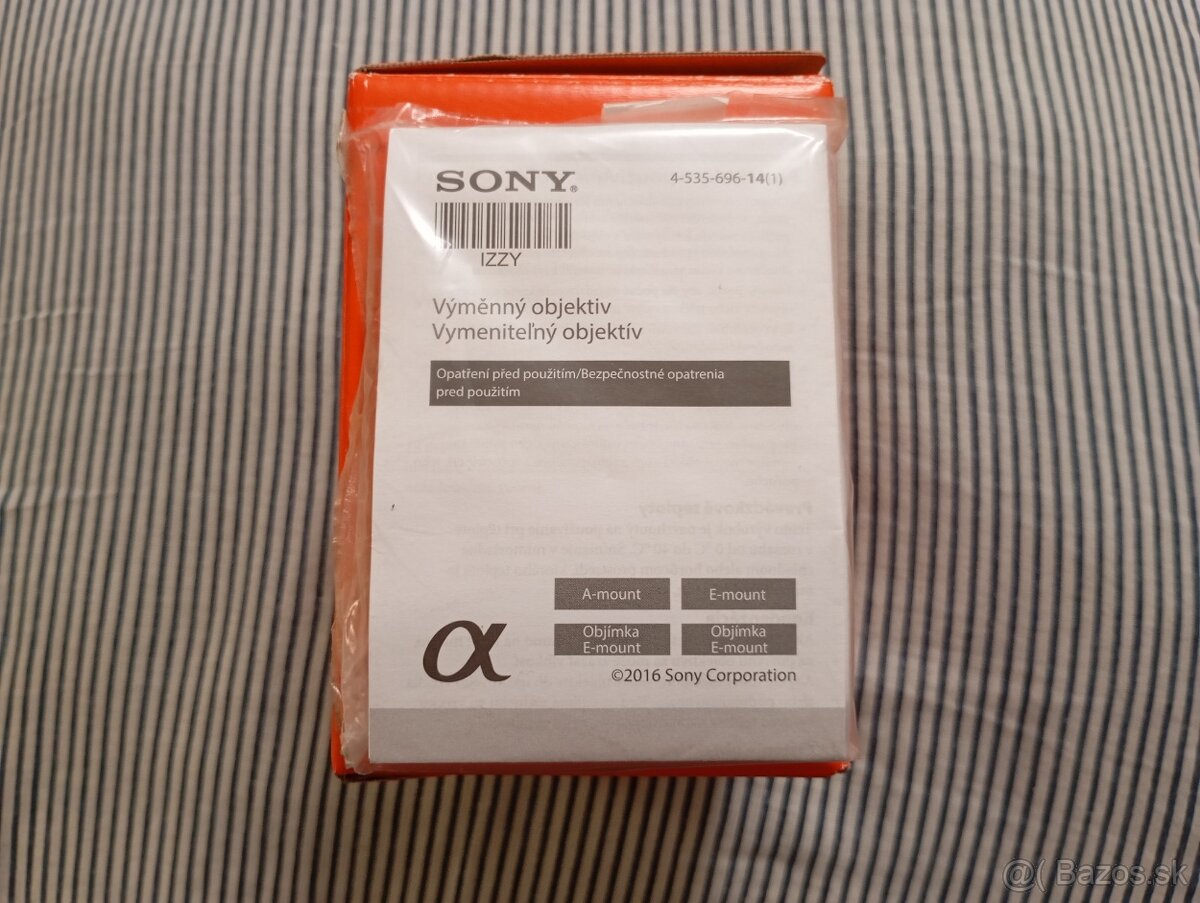 SONY®
4-535-696-14(1)
IZZY
Výměnný objektiv
Vymeniteľný objektív
Opatření před použitím/Bezpečnostné opatrenia
pred použitím
A-mount
E-mount
Objímka
E-mount
Objímka
E-mount
α
©2016 Sony Corporation
@( Bazos.sk